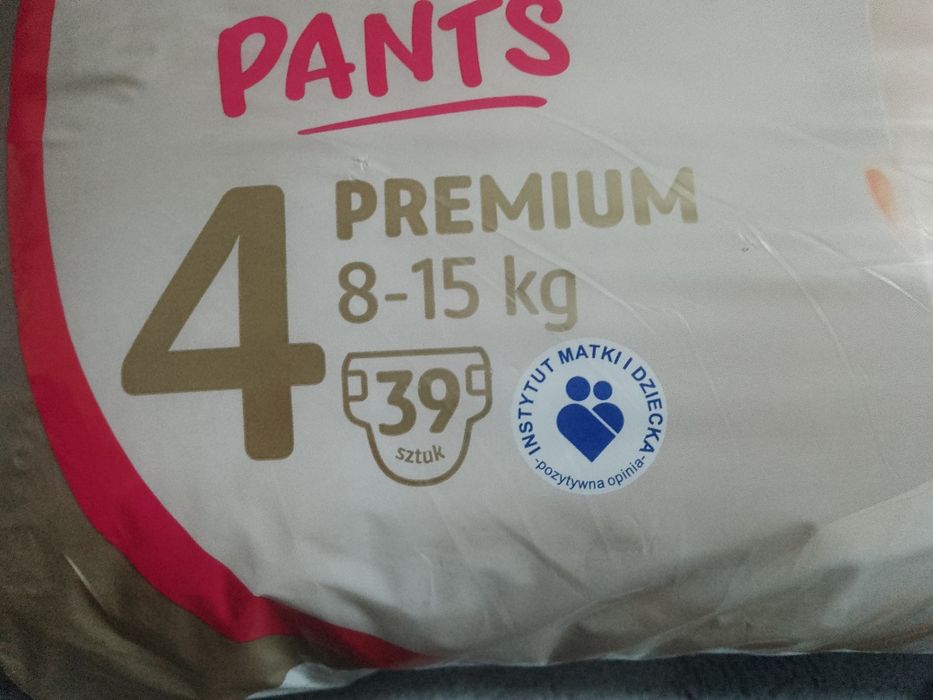 PANTS
4
PREMIUM
8-15 kg
39
sztuk
INSTYTUT MATKI I DZIECKA
-pozytywna opinia-